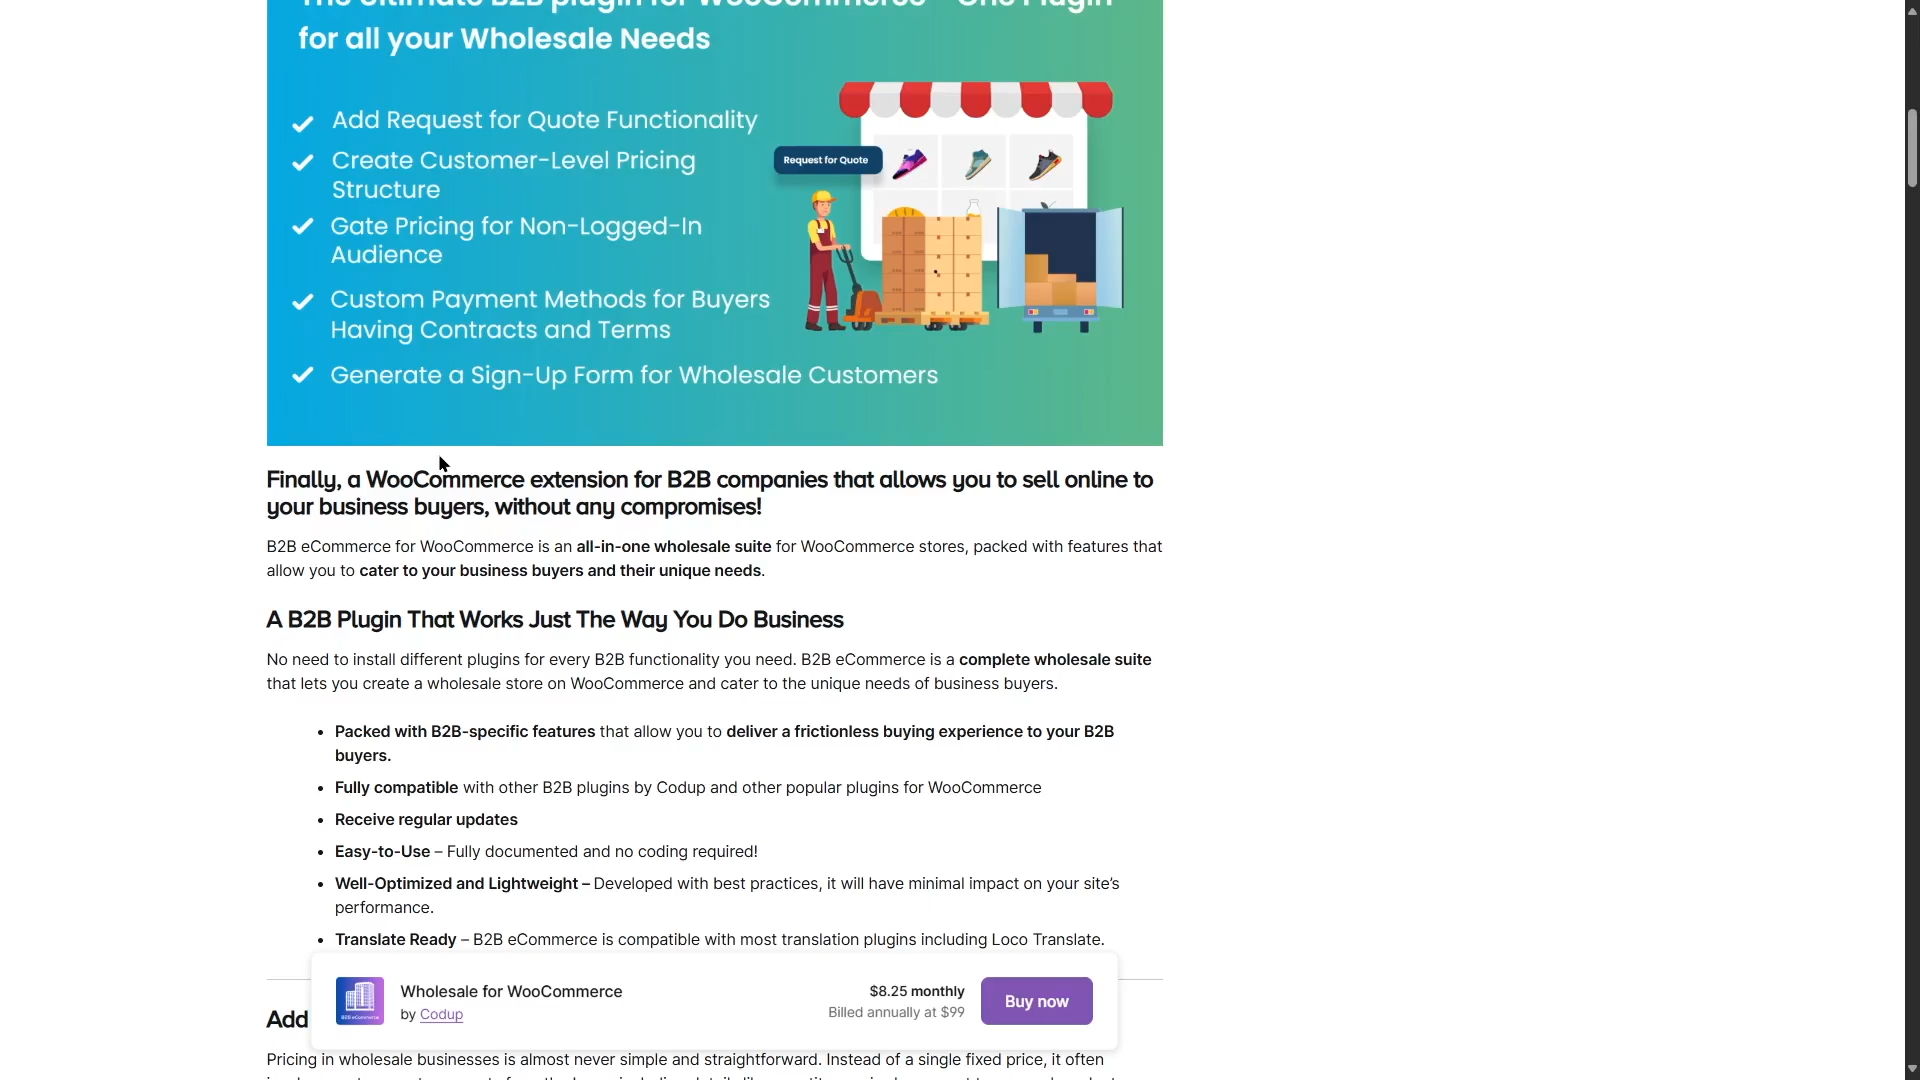 The Ultimate B2B plugin for WooCommerce - One Plugin
for all your Wholesale Needs
Add Request for Quote Functionality
Create Customer-Level Pricing
Structure
Gate Pricing for Non-Logged-In
Audience
Custom Payment Methods for Buyers
Having Contracts and Terms
Generate a Sign-Up Form for Wholesale Customers
Request for Quote
Finally, a WooCommerce extension for B2B companies that allows you to sell online to
your business buyers, without any compromises!
B2B eCommerce for WooCommerce is an all-in-one wholesale suite for WooCommerce stores, packed with features that
allow you to cater to your business buyers and their unique needs.
A B2B Plugin That Works Just The Way You Do Business
No need to install different plugins for every B2B functionality you need. B2B eCommerce is a complete wholesale suite
that lets you create a wholesale store on WooCommerce and cater to the unique needs of business buyers.
• Packed with B2B-specific features that allow you to deliver a frictionless buying experience to your B2B
buyers.
• Fully compatible with other B2B plugins by Codup and other popular plugins for WooCommerce
• Receive regular updates
• Easy-to-Use – Fully documented and no coding required!
• Well-Optimized and Lightweight – Developed with best practices, it will have minimal impact on your site's
performance.
• Translate Ready – B2B eCommerce is compatible with most translation plugins including Loco Translate.
B2B eCommerce
Wholesale for WooCommerce
by Codup
$8.25 monthly
Billed annually at $99
Buy now
Add
Pricing in wholesale businesses is almost never simple and straightforward. Instead of a single fixed price, it often